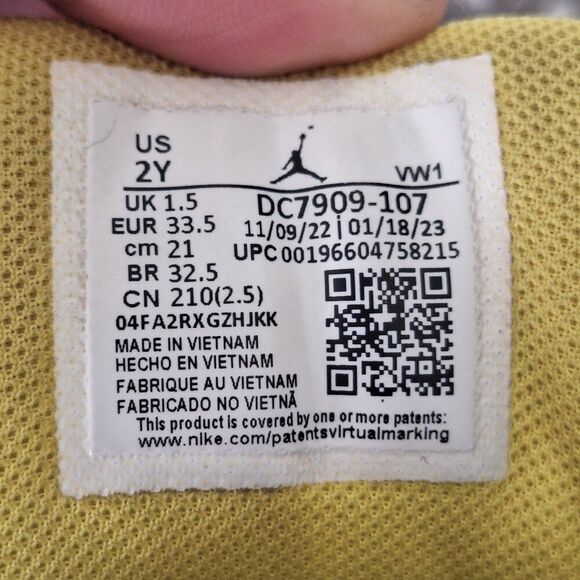 US
2Y VW1
UK 1.5 DC7909-107
EUR 33.5 11/09/22 | 01/18/23
cm 21 UPC 00196604758215
BR 32.5
CN 210(2.5)
04FA2RXGZHJKK
MADE IN VIETNAM
HECHO EN VIETNAM
FABRIQUE AU VIETNAM
FABRICADO NO VIETNÃ
This product is covered by one or more patents:
www.nike.com/patentsvirtualmarking